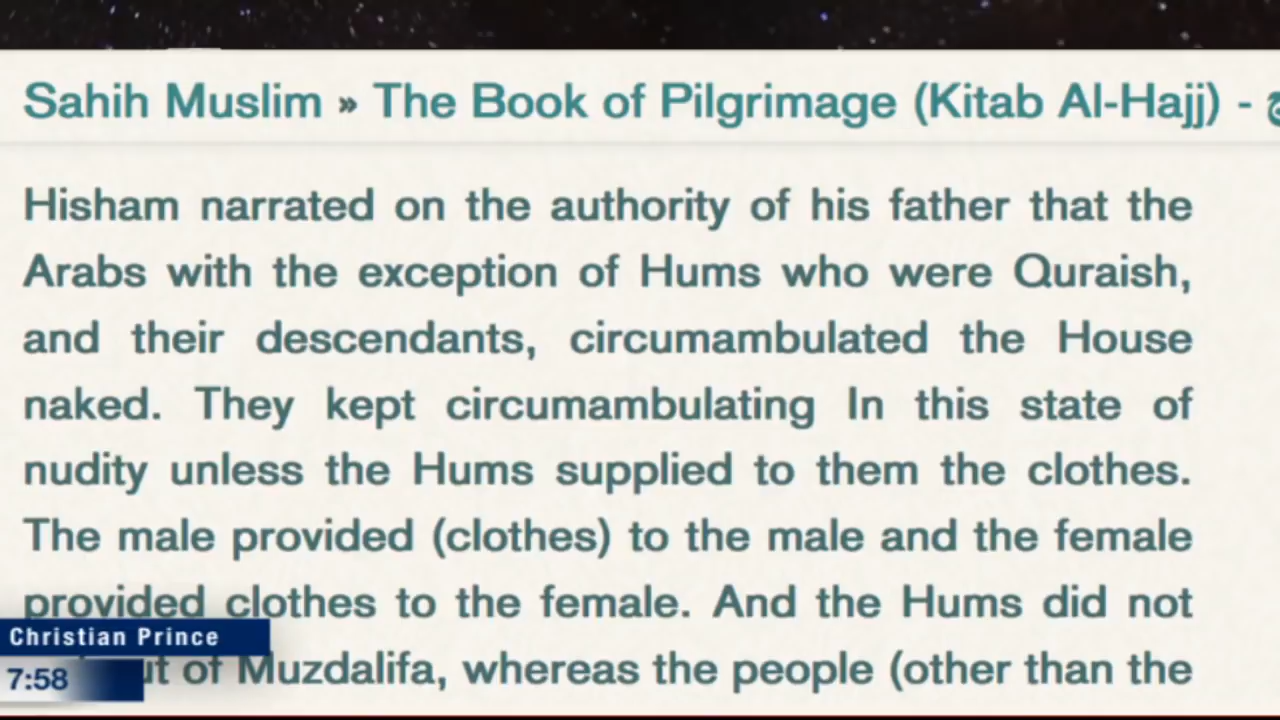 Sahih Muslim » The Book of Pilgrimage (Kitab Al-Hajj) -
Hisham narrated on the authority of his father that the
Arabs with the exception of Hums who were Quraish,
and their descendants, circumambulated the House
naked. They kept circumambulating In this state of
nudity unless the Hums supplied to them the clothes.
The male provided (clothes) to the male and the female
provided clothes to the female. And the Hums did not
of Muzdalifa, whereas the people (other than the
Christian Prince
7:58